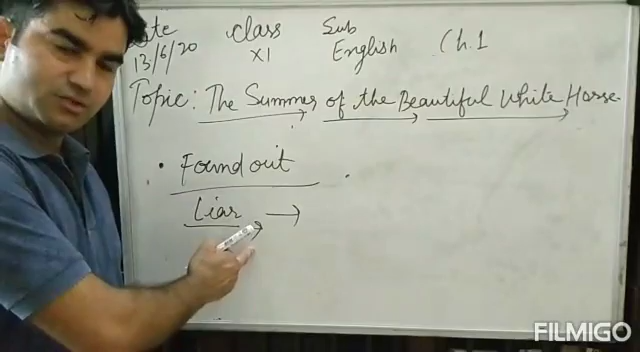 Date Class Sub
13/6/20 XI English Ch.1
Topic: The Summer of the Beautiful White Horse.
• Found out
Liar →
FILMIGO